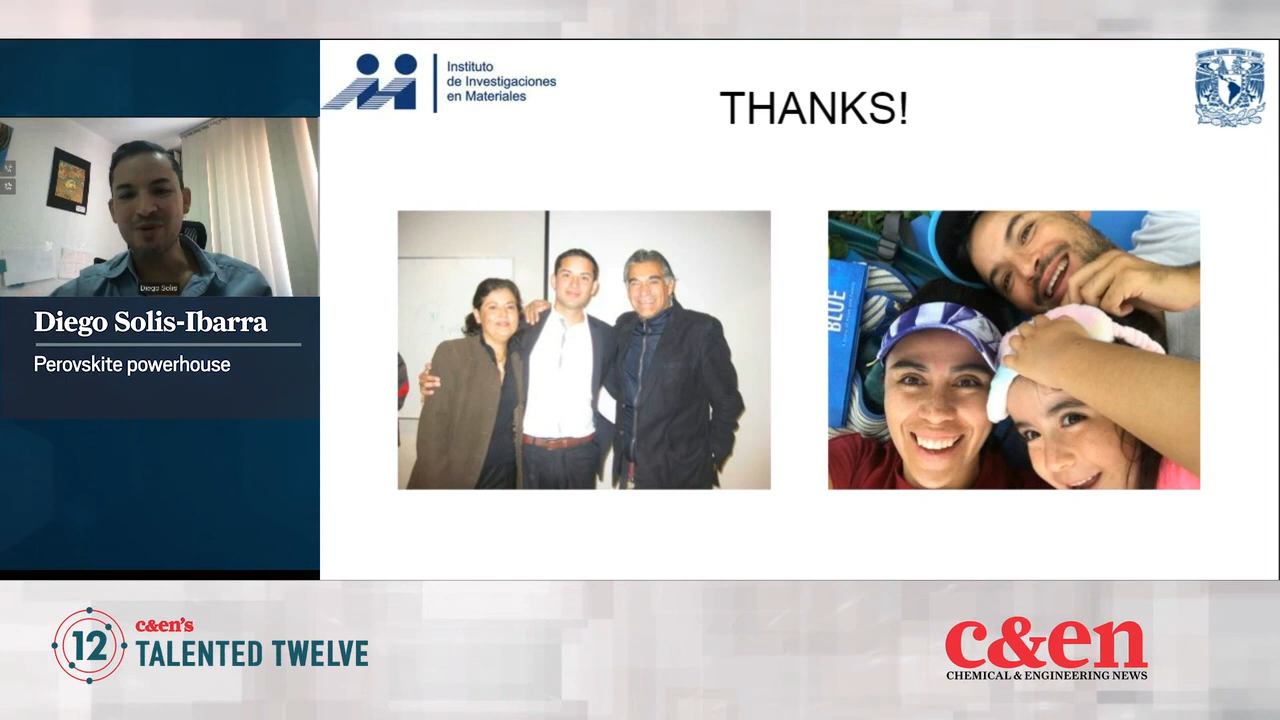 Instituto
de Investigaciones
en Materiales
THANKS!
Diego Solis
Diego Solis-Ibarra
Perovskite powerhouse
BLUE
12
c&en's
TALENTED TWELVE
c&en
CHEMICAL & ENGINEERING NEWS